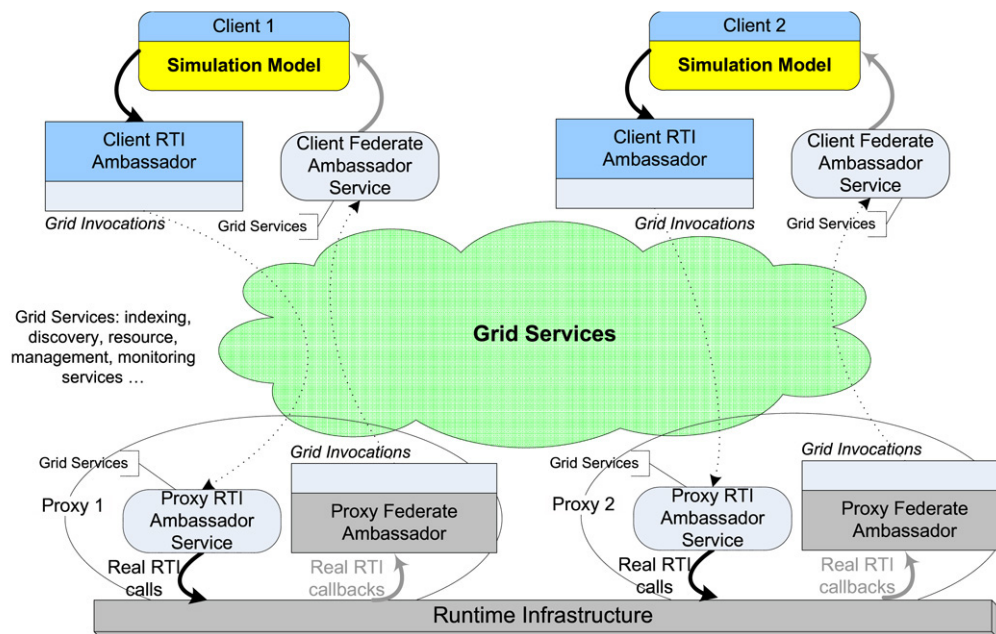 Client 1
Simulation Model
Client 2
Simulation Model
Client RTI
Ambassador
Grid Invocations
Client Federate
Ambassador
Service
Grid Services
Client RTI
Ambassador
Grid Invocations
Client Federate
Ambassador
Service
Grid Services
Grid Services: indexing,
discovery, resource,
management, monitoring
services ...
Grid Services
Grid Services
Proxy 1
Proxy RTI
Ambassador
Service
Real RTI
calls
Grid Invocations
Proxy Federate
Ambassador
Real RTI
callbacks
Grid Services
Proxy 2
Proxy RTI
Ambassador
Service
Real RTI
calls
Grid Invocations
Proxy Federate
Ambassador
Real RTI
callbacks
Runtime Infrastructure